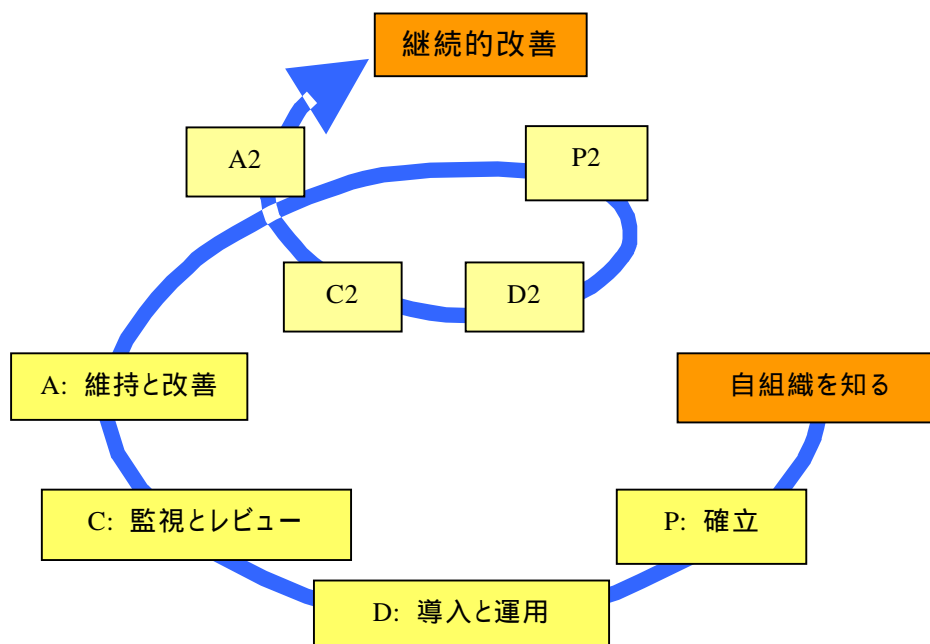 継続的改善
A2
P2
C2
D2
A: 維持と改善
自組織を知る
C: 監視とレビュー
P: 確立
D: 導入と運用